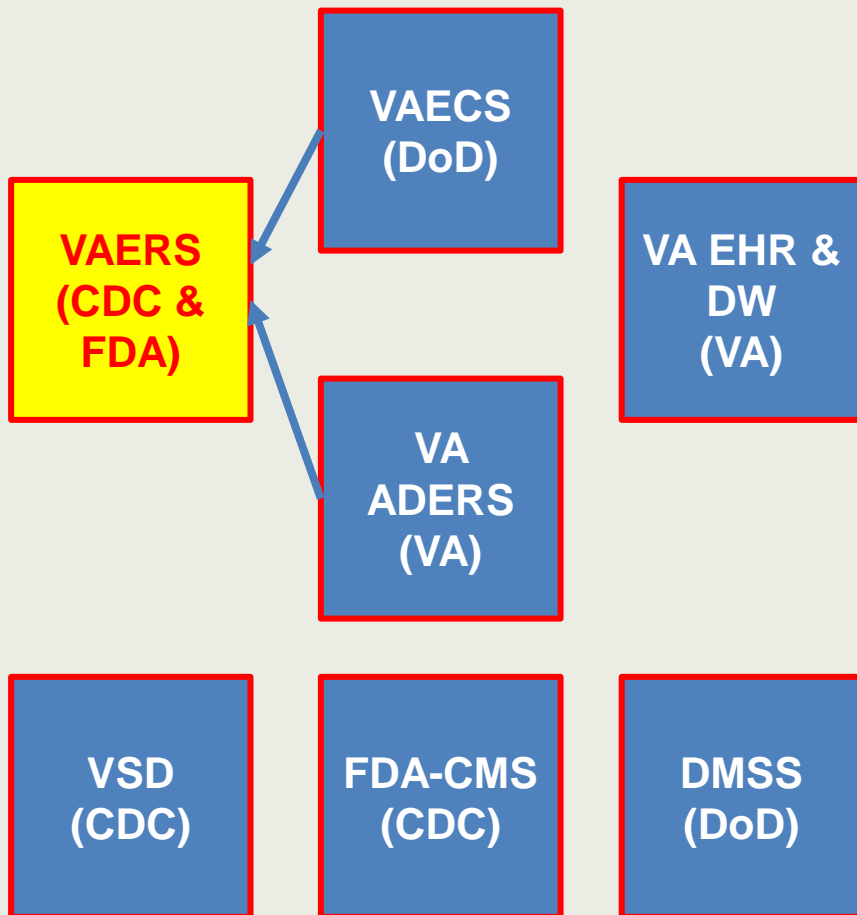 VAECS
(DoD)
VAERS
(CDC &
FDA)
VA EHR &
DW
(VA)
VA
ADERS
(VA)
VSD
(CDC)
FDA-CMS
(CDC)
DMSS
(DoD)